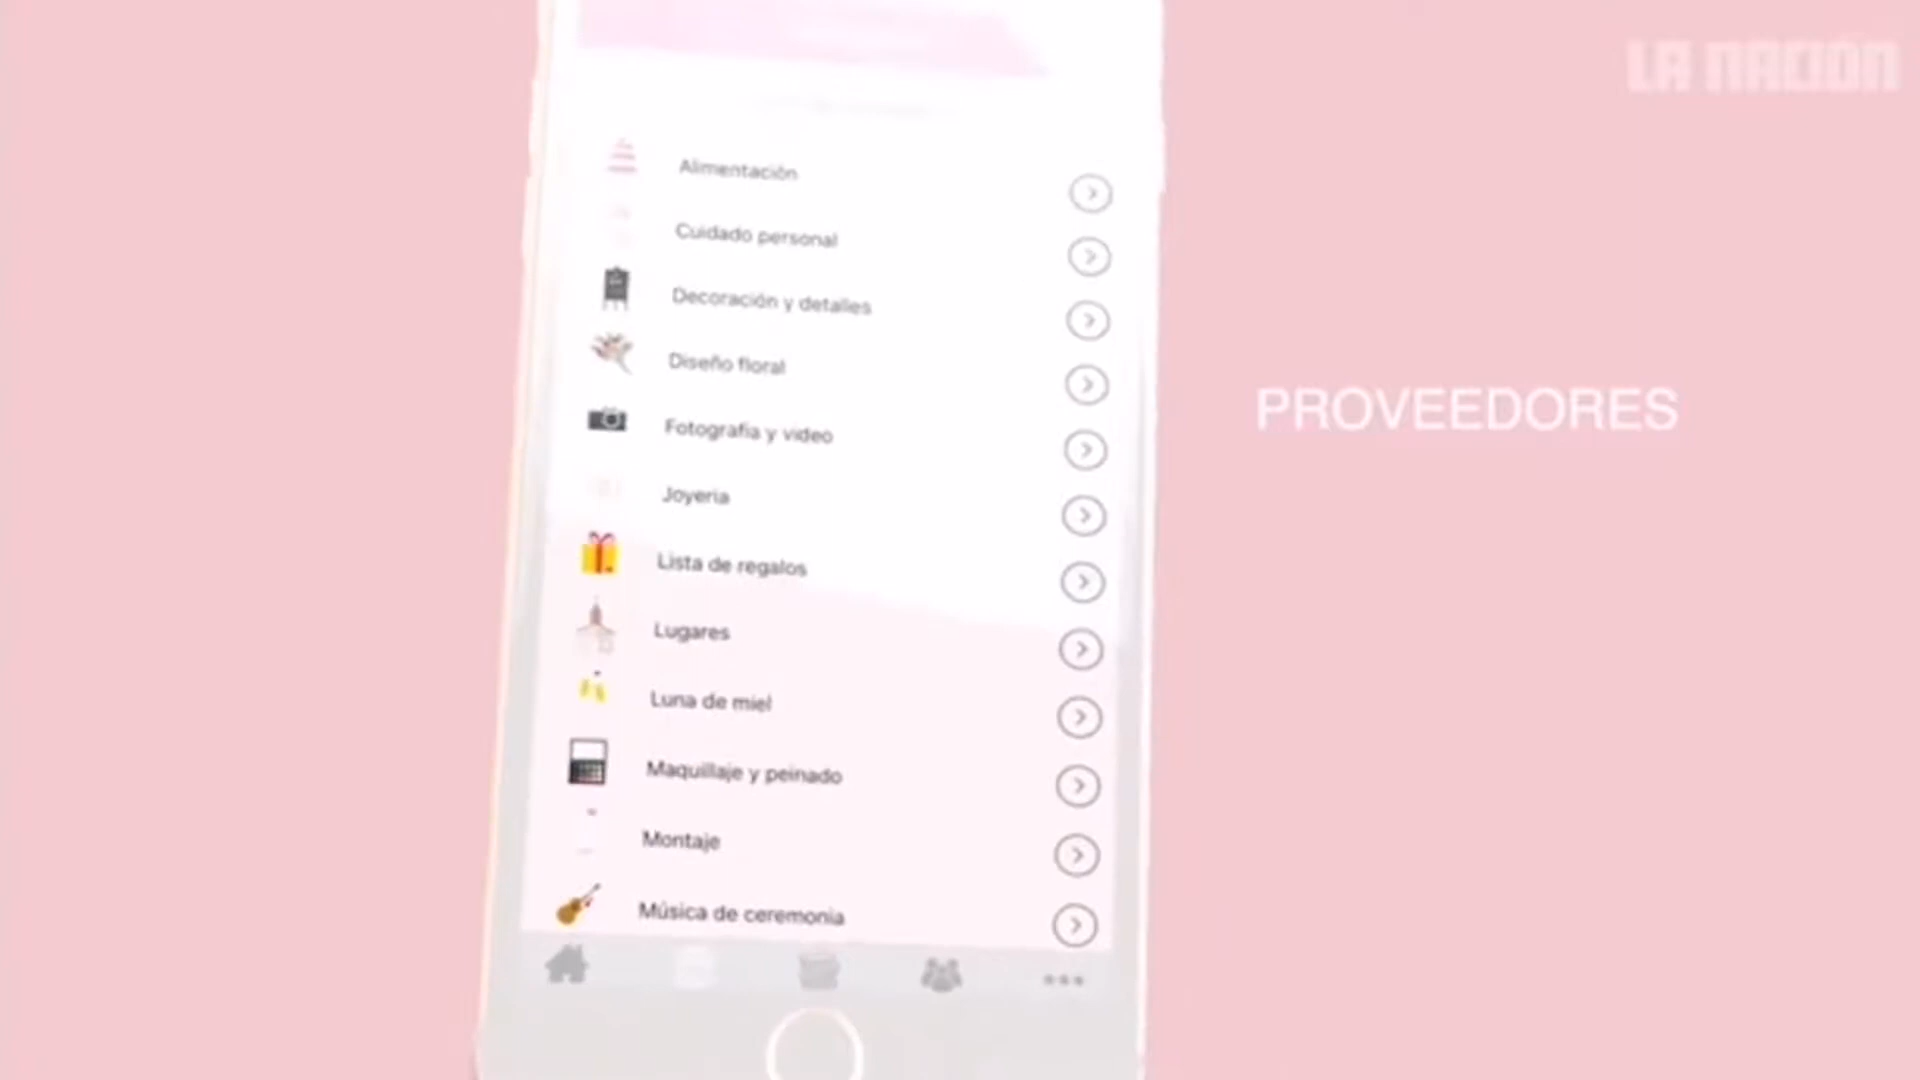 LA NACIÓN
Alimentación
Cuidado personal
Decoración y detalles
Diseño floral
PROVEEDORES
Fotografía y video
Joyería
Lista de regalos
Lugares
Luna de miel
Maquillaje y peinado
Montaje
Música de ceremonia